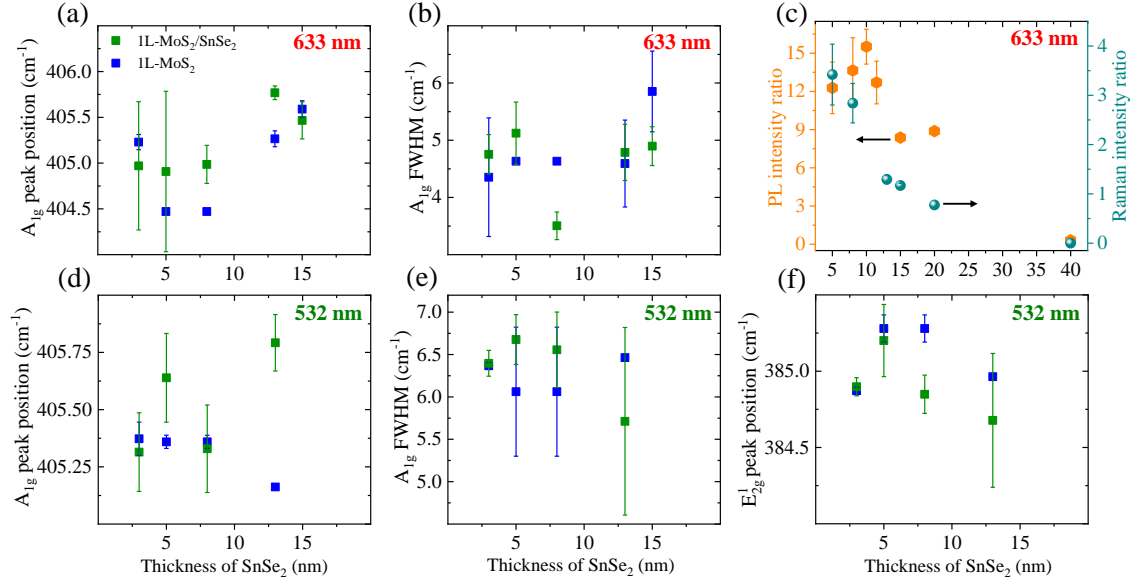 (a)
1L-MoS₂/SnSe₂
1L-MoS₂
633 nm
406.0
405.5
405.0
404.5
5
10
15
A₁g peak position (cm⁻¹)
(b)
633 nm
6
5
4
5
10
15
A₁g FWHM (cm⁻¹)
(c)
633 nm
15
12
9
6
3
0
4
3
2
1
0
5
10
15
20
25
30
35
40
PL intensity ratio
Raman intensity ratio
(d)
532 nm
405.75
405.50
405.25
5
10
15
A₁g peak position (cm⁻¹)
Thickness of SnSe₂ (nm)
(e)
532 nm
7.0
6.5
6.0
5.5
5.0
5
10
15
A₁g FWHM (cm⁻¹)
Thickness of SnSe₂ (nm)
(f)
532 nm
385.0
384.5
5
10
15
E¹₂g peak position (cm⁻¹)
Thickness of SnSe₂ (nm)